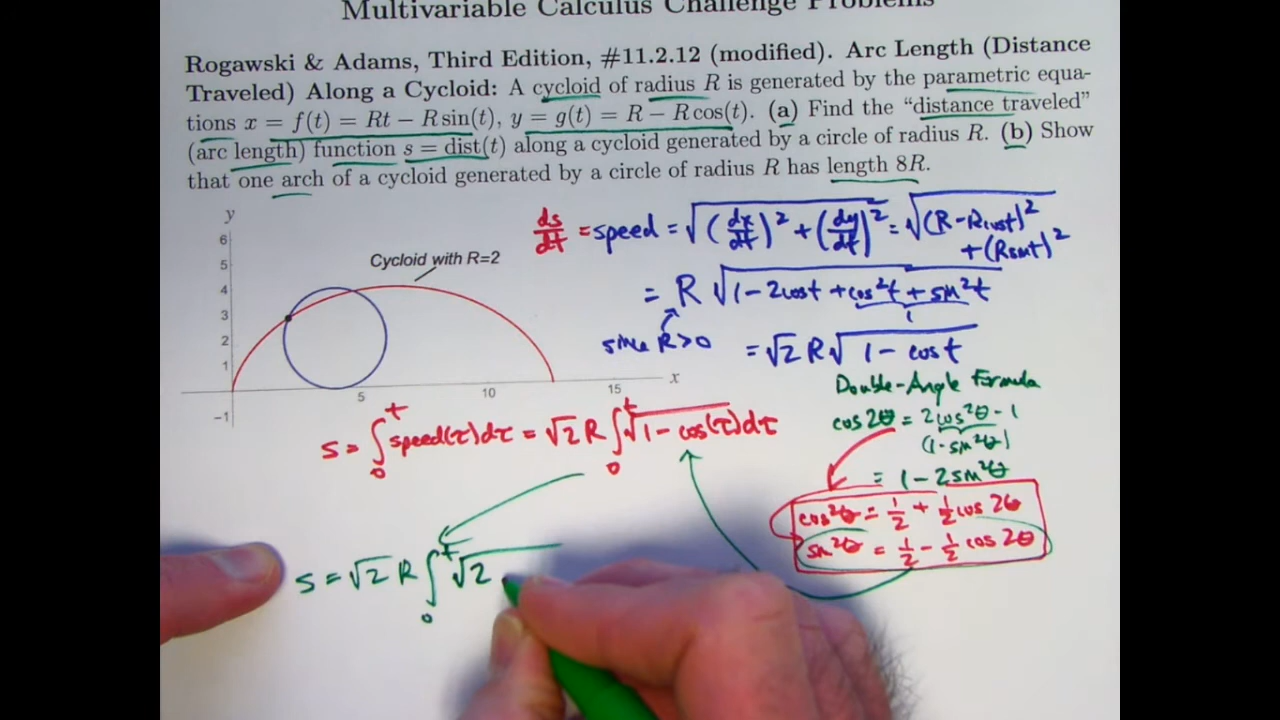 Multivariable Calculus Challenge Problems
Rogawski & Adams, Third Edition, #11.2.12 (modified). Arc Length (Distance
Traveled) Along a Cycloid: A cycloid of radius R is generated by the parametric equa-
tions x = f(t) = Rt − R sin(t), y = g(t) = R − R cos(t). (a) Find the “distance traveled”
(arc length) function s = dist(t) along a cycloid generated by a circle of radius R. (b) Show
that one arch of a cycloid generated by a circle of radius R has length 8R.
y
6
5
4
3
2
1
−1
5
10
15
x
Cycloid with R=2
ds/dt = speed = √((dx/dt)² + (dy/dt)²) = √((R−Rcost)² + (Rsint)²)
= R √(1−2cost + cos²t + sin²t)
1
since R>0
= √2 R √(1 − cost)
Double-Angle Formula
cos2θ = 2cos²θ − 1
(1−sin²θ)
= 1 − 2sin²θ
s = ∫₀ᵗ speed(τ)dτ = √2 R ∫₀ᵗ √(1−cos(τ)) dτ
cos²θ = 1/2 + 1/2 cos 2θ
sin²θ = 1/2 − 1/2 cos 2θ
s = √2 R ∫₀ᵗ √2